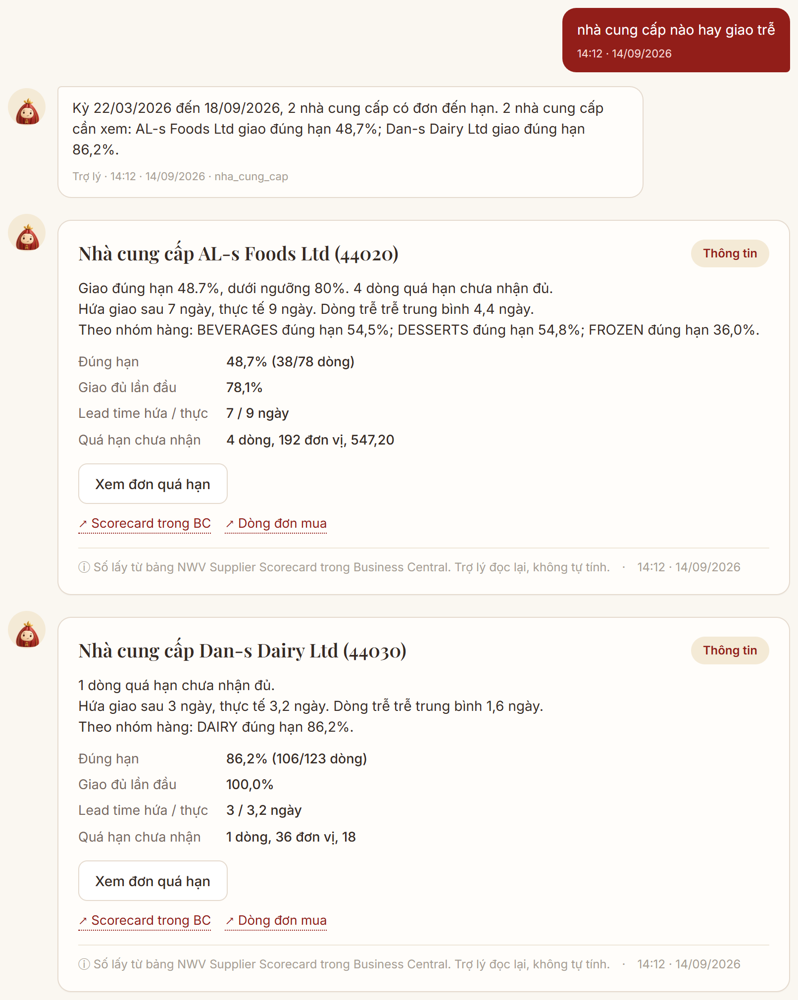 nhà cung cấp nào hay giao trễ
14:12 · 14/09/2026
Kỳ 22/03/2026 đến 18/09/2026, 2 nhà cung cấp có đơn đến hạn. 2 nhà cung cấp
cần xem: AL-s Foods Ltd giao đúng hạn 48,7%; Dan-s Dairy Ltd giao đúng hạn
86,2%.
Trợ lý · 14:12 · 14/09/2026 · nha_cung_cap
Nhà cung cấp AL-s Foods Ltd (44020)
Thông tin
Giao đúng hạn 48.7%, dưới ngưỡng 80%. 4 dòng quá hạn chưa nhận đủ.
Hứa giao sau 7 ngày, thực tế 9 ngày. Dòng trễ trễ trung bình 4,4 ngày.
Theo nhóm hàng: BEVERAGES đúng hạn 54,5%; DESSERTS đúng hạn 54,8%; FROZEN đúng hạn 36,0%.
Đúng hạn 48,7% (38/78 dòng)
Giao đủ lần đầu 78,1%
Lead time hứa / thực 7 / 9 ngày
Quá hạn chưa nhận 4 dòng, 192 đơn vị, 547,20
Xem đơn quá hạn
↗ Scorecard trong BC ↗ Dòng đơn mua
ⓘ Số lấy từ bảng NWV Supplier Scorecard trong Business Central. Trợ lý đọc lại, không tự tính. · 14:12 · 14/09/2026
Nhà cung cấp Dan-s Dairy Ltd (44030)
Thông tin
1 dòng quá hạn chưa nhận đủ.
Hứa giao sau 3 ngày, thực tế 3,2 ngày. Dòng trễ trễ trung bình 1,6 ngày.
Theo nhóm hàng: DAIRY đúng hạn 86,2%.
Đúng hạn 86,2% (106/123 dòng)
Giao đủ lần đầu 100,0%
Lead time hứa / thực 3 / 3,2 ngày
Quá hạn chưa nhận 1 dòng, 36 đơn vị, 18
Xem đơn quá hạn
↗ Scorecard trong BC ↗ Dòng đơn mua
ⓘ Số lấy từ bảng NWV Supplier Scorecard trong Business Central. Trợ lý đọc lại, không tự tính. · 14:12 · 14/09/2026